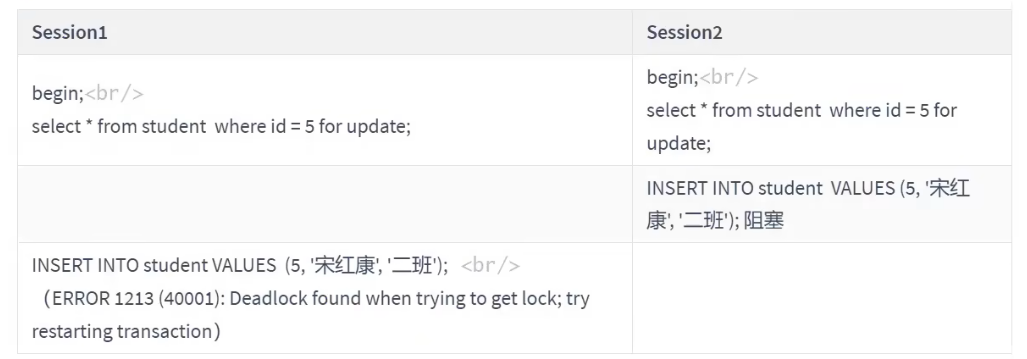 Session1
Session2
begin;<br/>
select * from student  where id = 5 for update;
begin;<br/>
select * from student  where id = 5 for
update;
INSERT INTO student  VALUES (5, '宋红
康', '二班'); 阻塞
INSERT INTO student VALUES  (5, '宋红康', '二班');  <br/>
（ERROR 1213 (40001): Deadlock found when trying to get lock; try
restarting transaction）